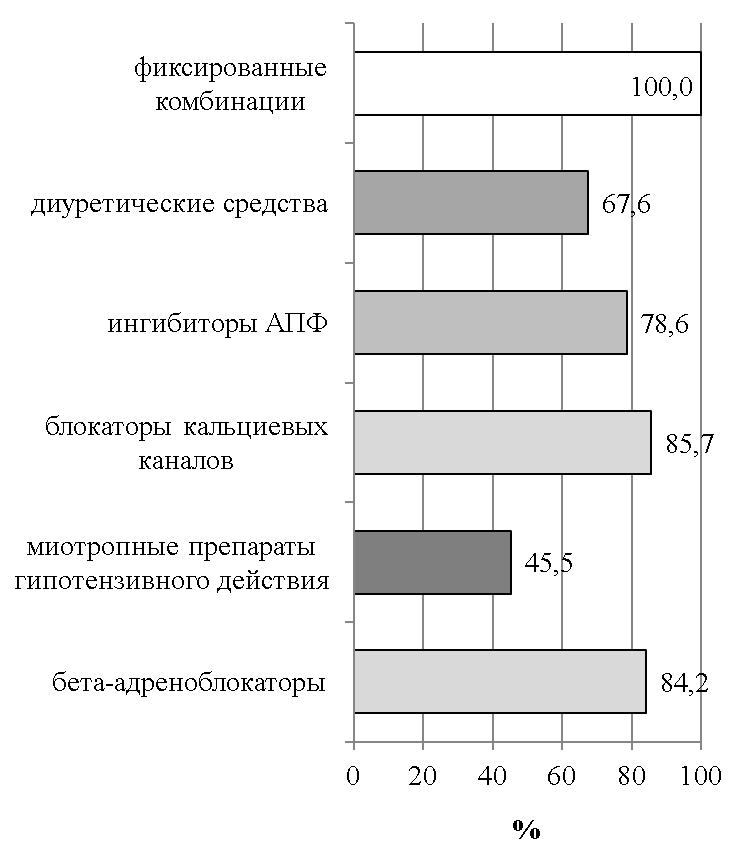 фиксированные
комбинации
100,0
диуретические средства
67,6
ингибиторы АПФ
78,6
блокаторы кальциевых
каналов
85,7
миотропные препараты
гипотензивного действия
45,5
бета-адреноблокаторы
84,2
0 20 40 60 80 100
%